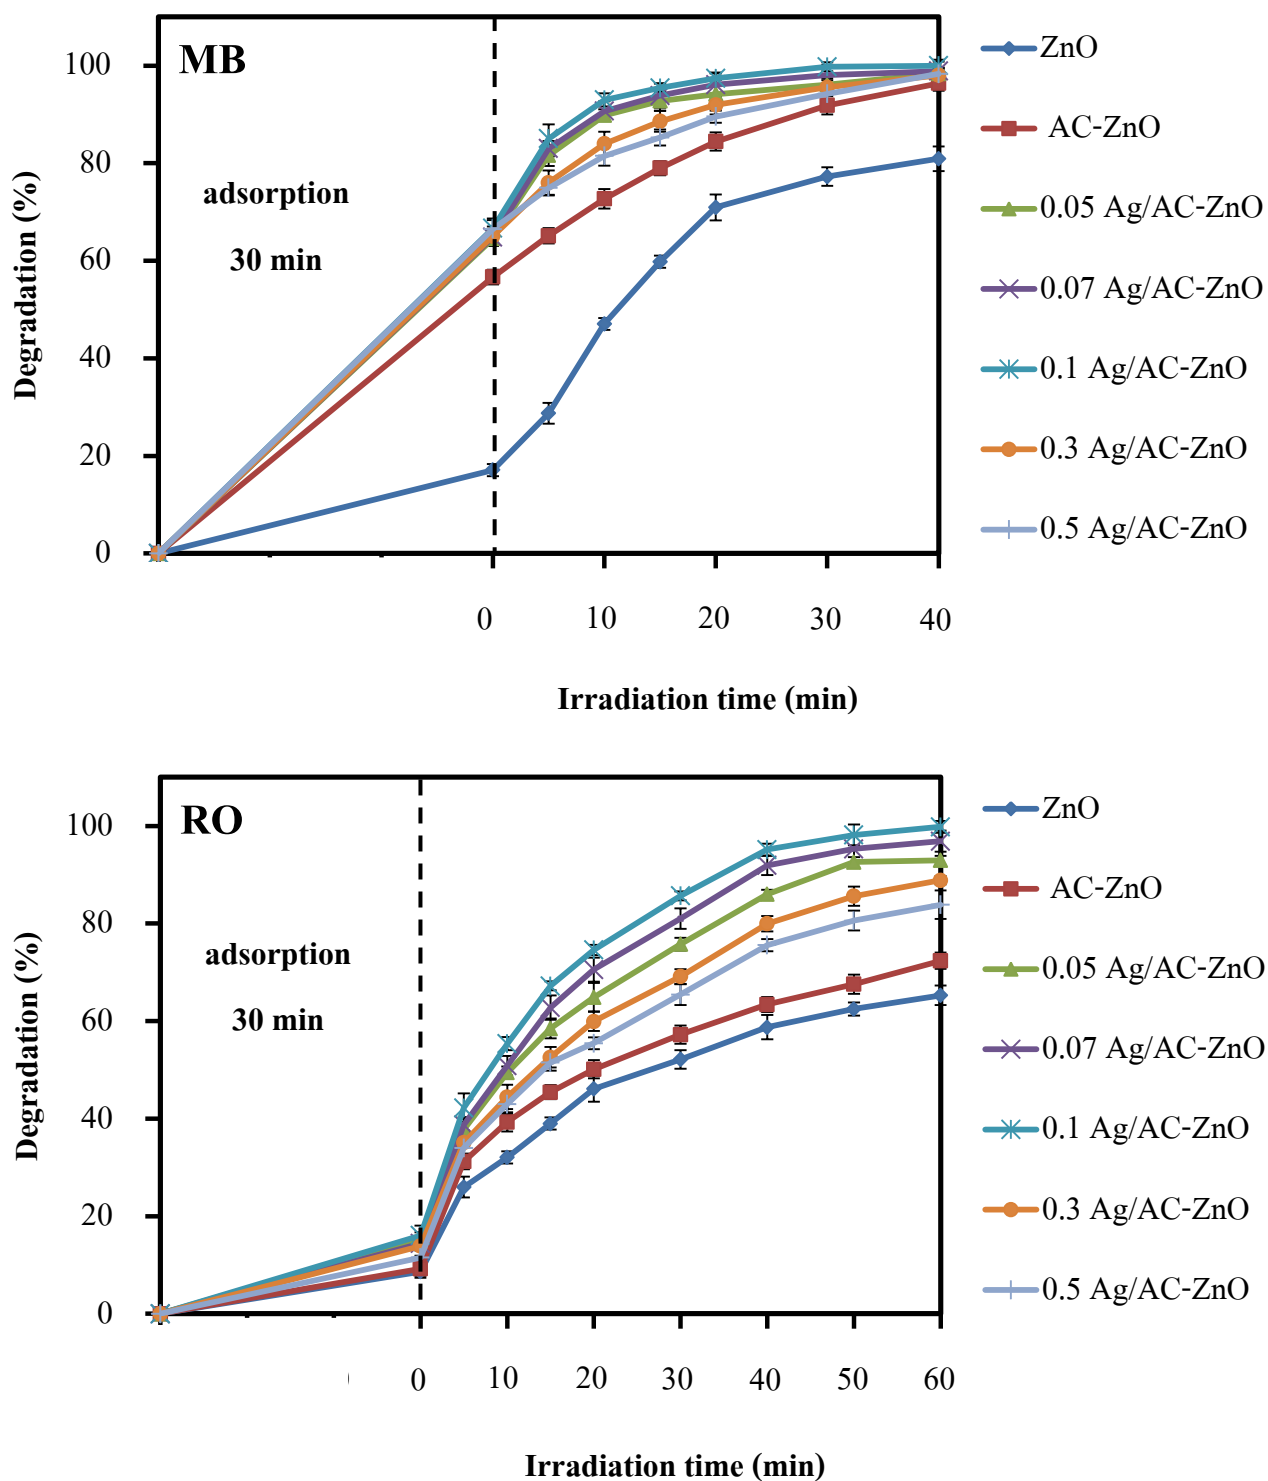 MB
100
80
60
40
20
0
Degradation (%)
adsorption
30 min
0 10 20 30 40
Irradiation time (min)
ZnO
AC-ZnO
0.05 Ag/AC-ZnO
0.07 Ag/AC-ZnO
0.1 Ag/AC-ZnO
0.3 Ag/AC-ZnO
0.5 Ag/AC-ZnO
RO
100
80
60
40
20
0
Degradation (%)
adsorption
30 min
0 10 20 30 40 50 60
Irradiation time (min)
ZnO
AC-ZnO
0.05 Ag/AC-ZnO
0.07 Ag/AC-ZnO
0.1 Ag/AC-ZnO
0.3 Ag/AC-ZnO
0.5 Ag/AC-ZnO